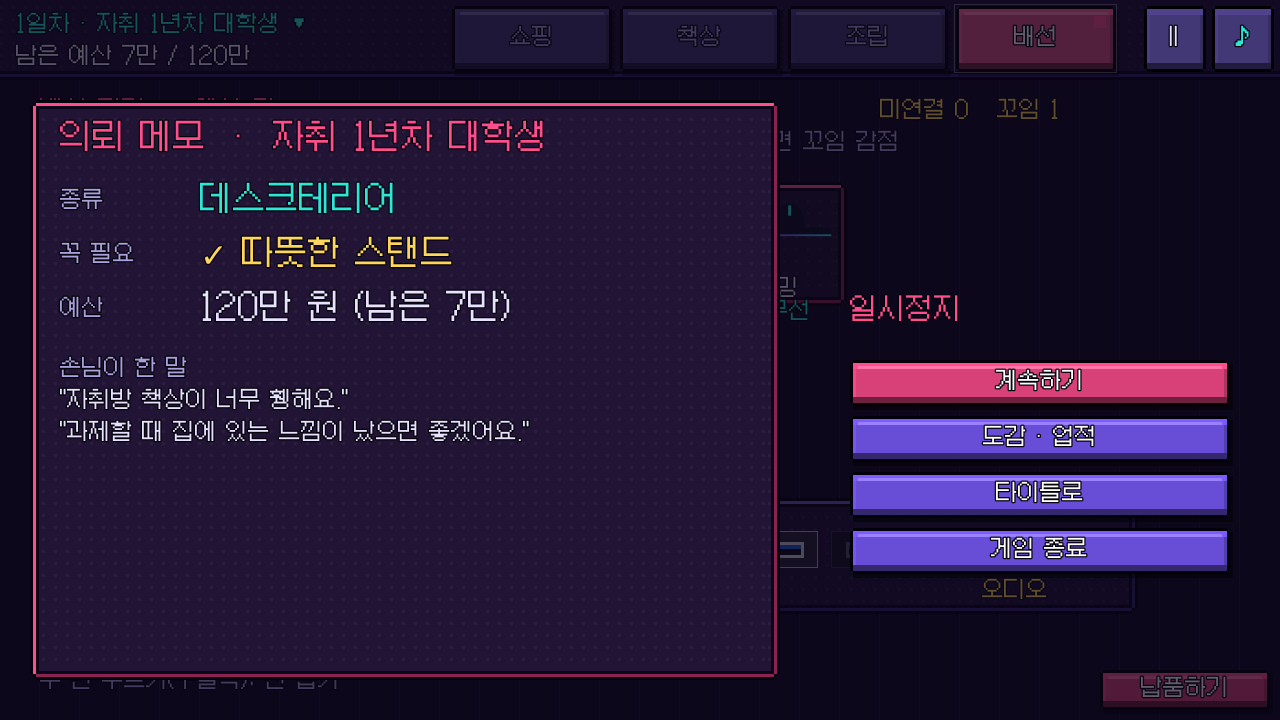 1일차 · 자취 1년차 대학생 ▼
남은 예산 7만 / 120만
쇼핑
책상
조립
배선
미연결 0 꼬임 1
꼬임 감점
의뢰 메모 · 자취 1년차 대학생
종류 데스크테리어
꼭 필요 ✓ 따뜻한 스탠드
예산 120만 원 (남은 7만)
손님이 한 말
"자취방 책상이 너무 휑해요."
"과제할 때 집에 있는 느낌이 났으면 좋겠어요."
일시정지
계속하기
도감 · 업적
타이틀로
게임 종료
오디오
납품하기